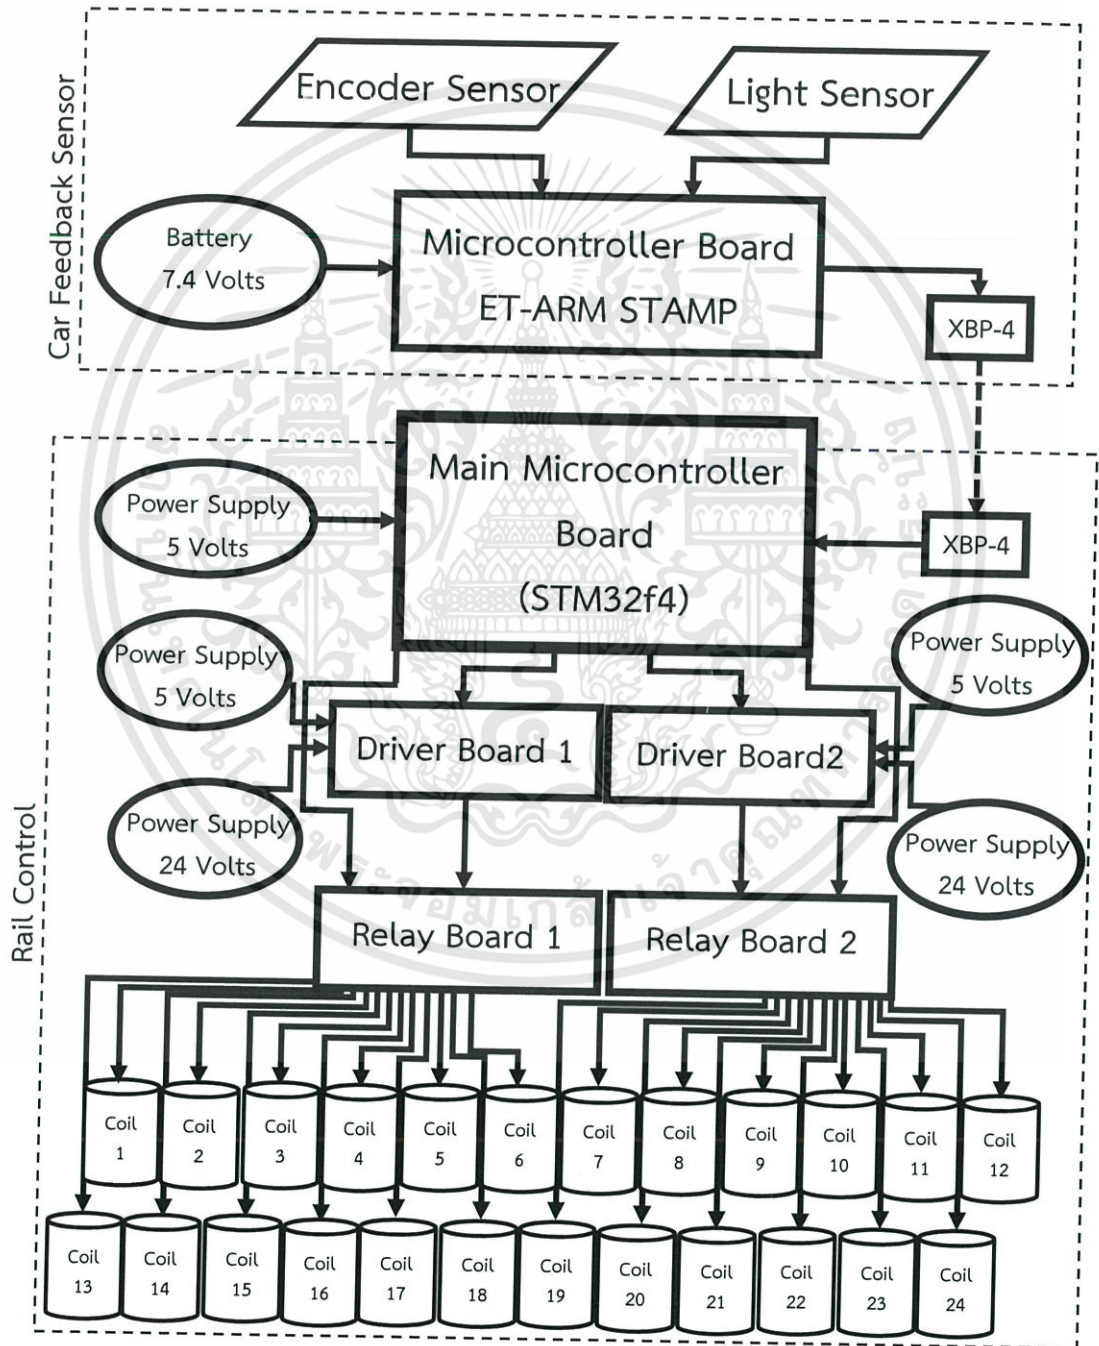 Car Feedback Sensor
Encoder Sensor
Light Sensor
Battery
7.4 Volts
Microcontroller Board
ET-ARM STAMP
XBP-4
Rail Control
Main Microcontroller
Board
(STM32f4)
Power Supply
5 Volts
XBP-4
Power Supply
5 Volts
Power Supply
5 Volts
Driver Board 1
Driver Board2
Power Supply
24 Volts
Power Supply
24 Volts
Relay Board 1
Relay Board 2
Coil
1
Coil
2
Coil
3
Coil
4
Coil
5
Coil
6
Coil
7
Coil
8
Coil
9
Coil
10
Coil
11
Coil
12
Coil
13
Coil
14
Coil
15
Coil
16
Coil
17
Coil
18
Coil
19
Coil
20
Coil
21
Coil
22
Coil
23
Coil
24